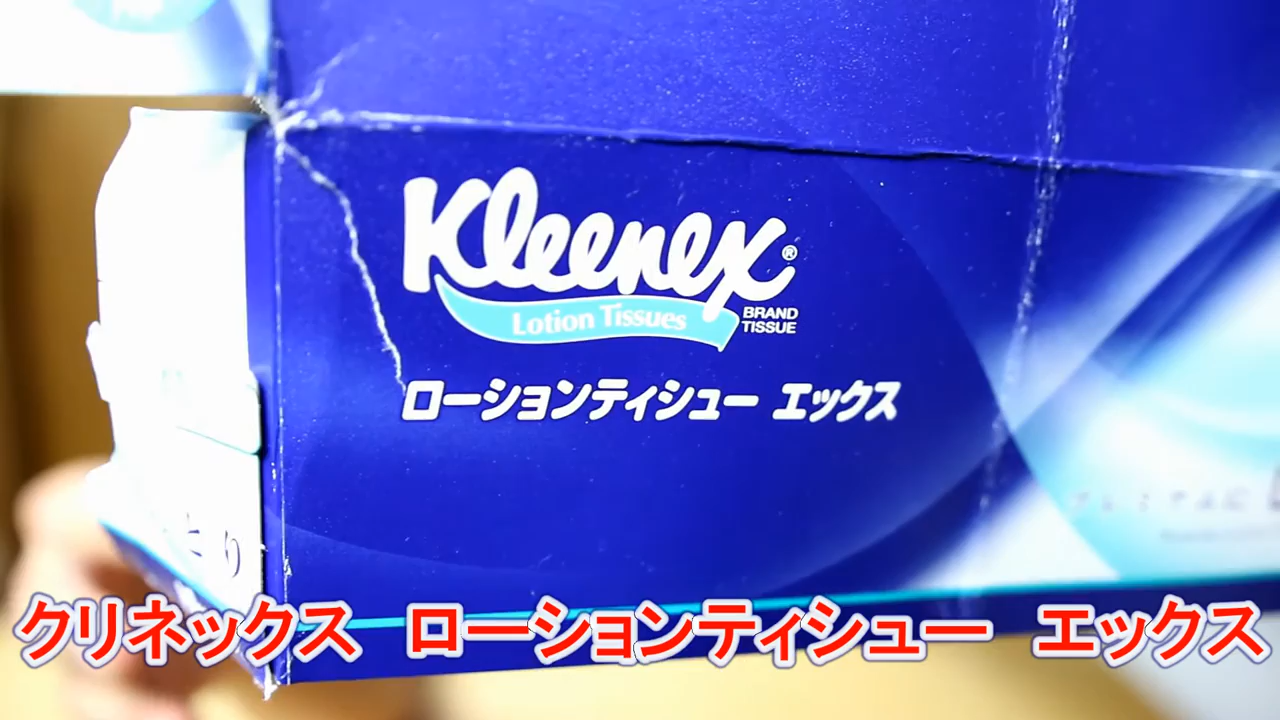 Kleenex®
Lotion Tissues
BRAND
TISSUE
ローションティシュー エックス
とり
クリネックス ローションティシュー エックス